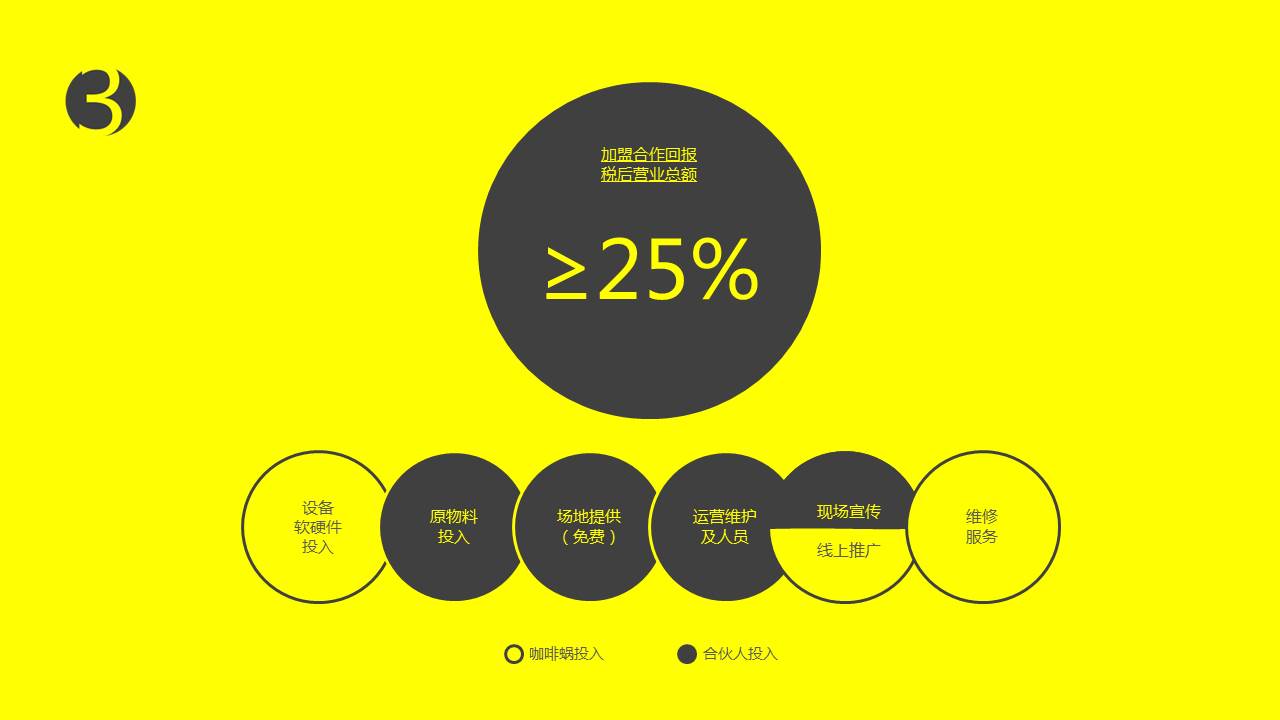 3
加盟合作回报
税后营业总额
≥25%
设备
软硬件
投入
原物料
投入
场地提供
（免费）
运营维护
及人员
现场宣传
线上推广
维修
服务
咖啡蜗投入
合伙人投入